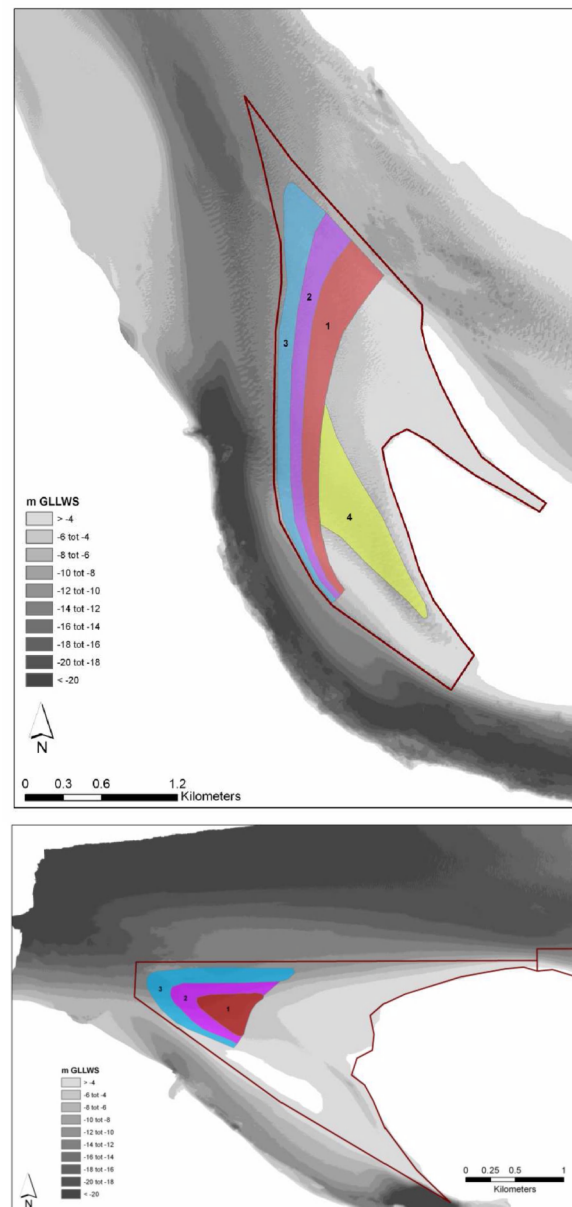 2
1
3
4
m GLLWS
> -4
-6 tot -4
-8 tot -6
-10 tot -8
-12 tot -10
-14 tot -12
-16 tot -14
-18 tot -16
-20 tot -18
< -20
N
0 0.3 0.6 1.2
Kilometers
3
2
1
m GLLWS
> -4
-6 tot -4
-8 tot -6
-10 tot -8
-12 tot -10
-14 tot -12
-16 tot -14
-18 tot -16
-20 tot -18
< -20
N
0 0.25 0.5 1
Kilometers